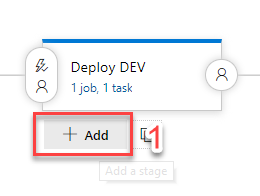 Deploy DEV
1 job, 1 task
+ Add
1
Add a stage